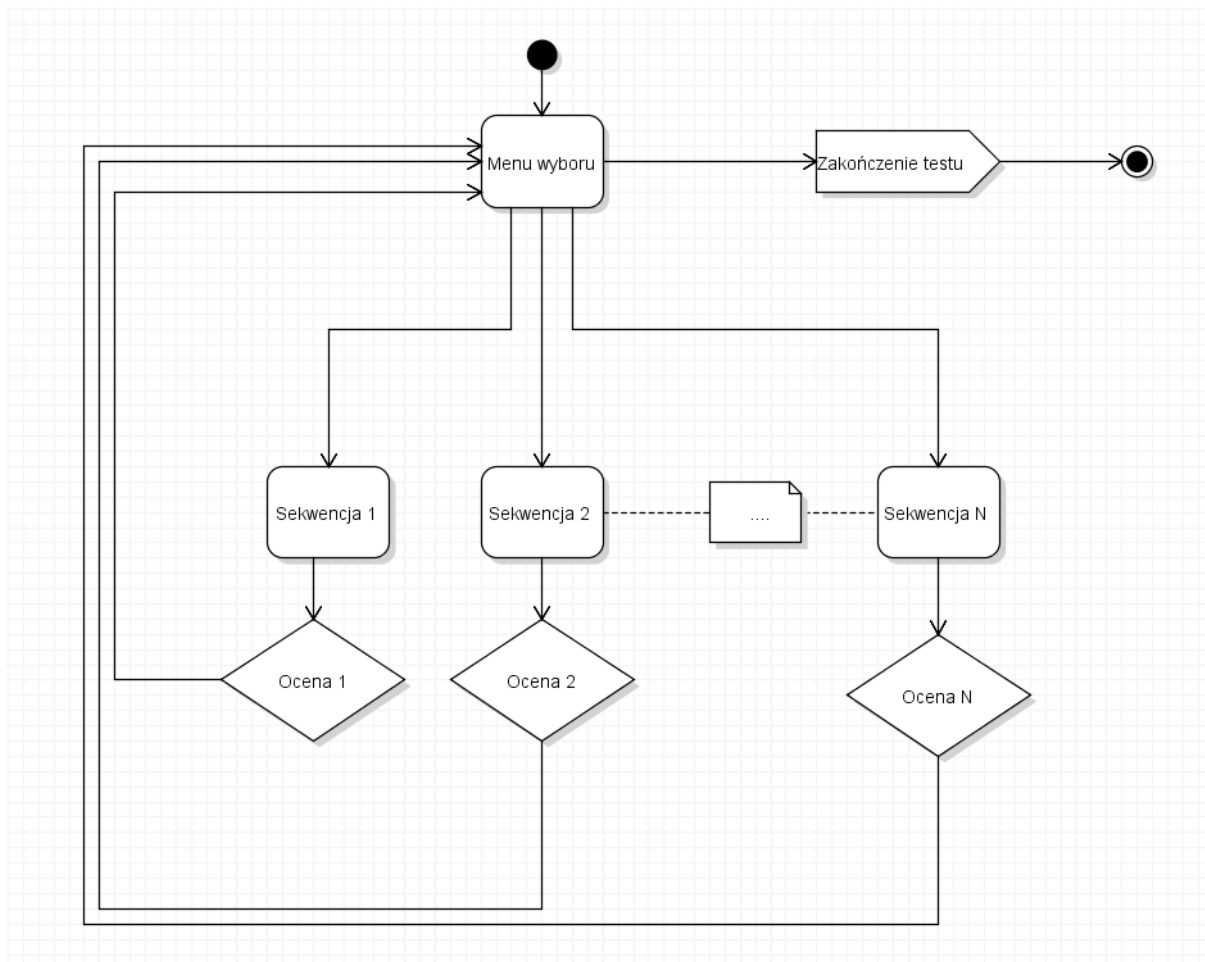 Menu wyboru
Zakończenie testu
Sekwencja 1
Sekwencja 2
....
Sekwencja N
Ocena 1
Ocena 2
Ocena N